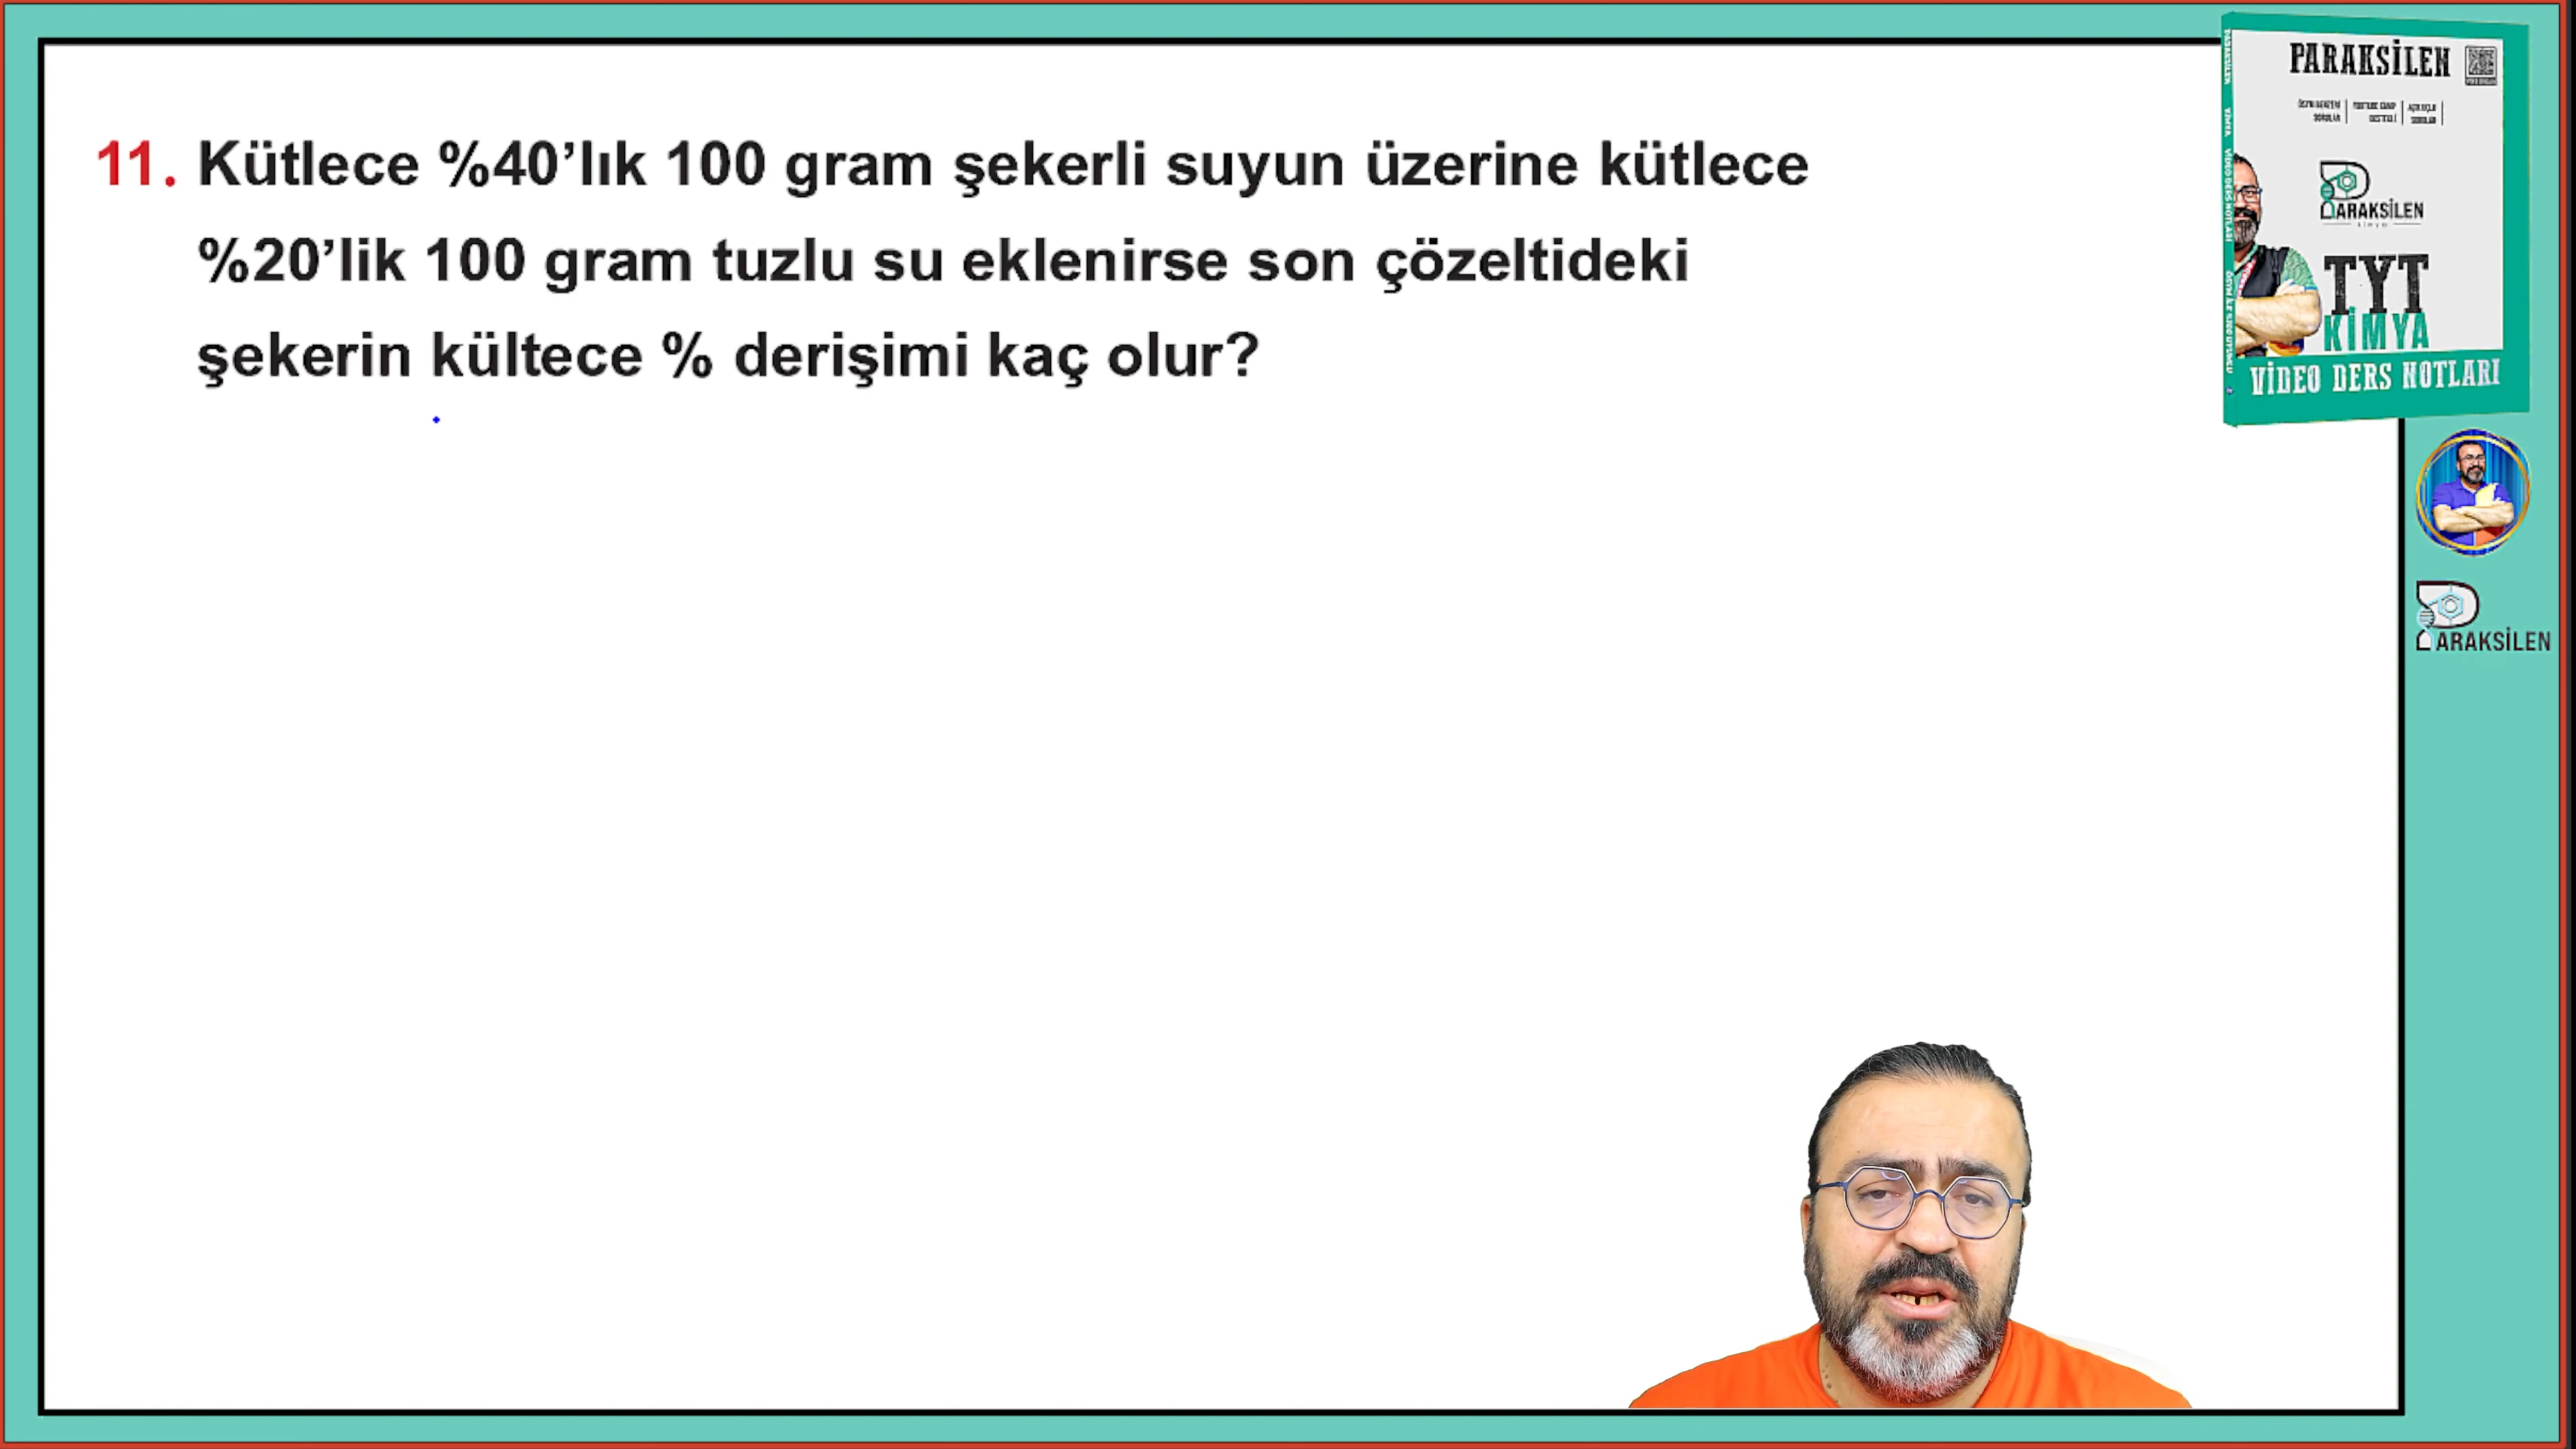 11. Kütlece %40’lık 100 gram şekerli suyun üzerine kütlece
%20’lik 100 gram tuzlu su eklenirse son çözeltideki
şekerin kültece % derişimi kaç olur?
PARAKSİLEN
ARAKSİLEN
TYT
KİMYA
VİDEO DERS NOTLARI
ARAKSİLEN